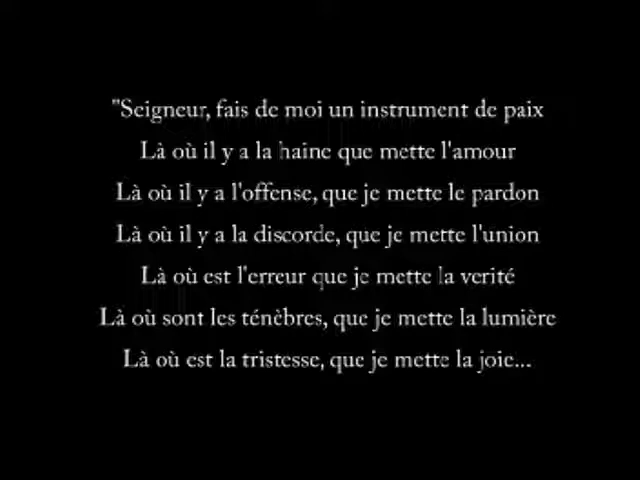 "Seigneur, fais de moi un instrument de paix
Là où il y a la haine que mette l'amour
Là où il y a l'offense, que je mette le pardon
Là où il y a la discorde, que je mette l'union
Là où est l'erreur que je mette la verité
Là où sont les ténèbres, que je mette la lumière
Là où est la tristesse, que je mette la joie...